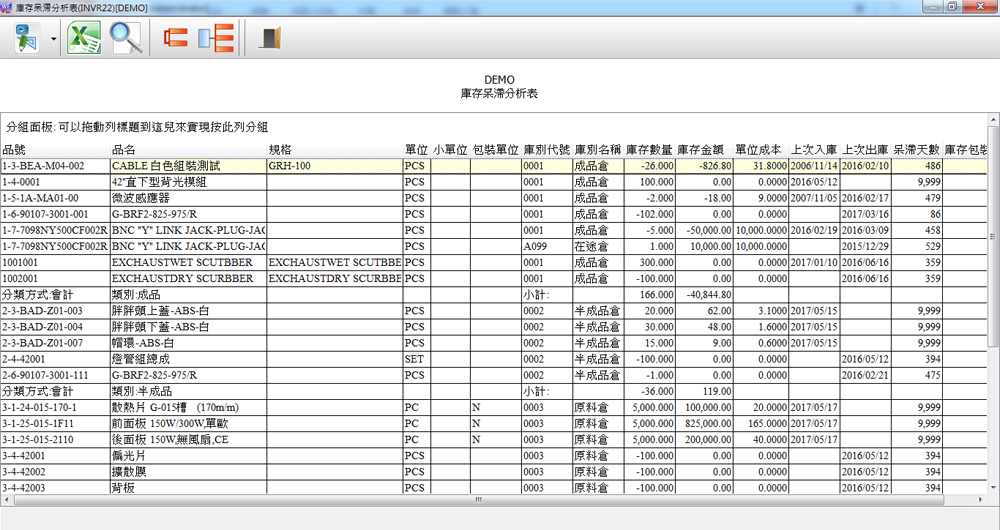 庫存呆滯分析表(INVR22)[DEMO]
DEMO
庫存呆滯分析表
分組面板: 可以拖動列標題到這兒來實現按此列分組
品號 品名 規格 單位 小單位 包裝單位 庫別代號 庫別名稱 庫存數量 庫存金額 單位成本 上次入庫 上次出庫 呆滯天數 庫存包裝
1-3-BEA-M04-002 CABLE 白色組裝測試 GRH-100 PCS 0001 成品倉 -26.000 -826.80 31.8000 2006/11/14 2016/02/10 486
1-4-0001 42"直下型背光模組 PCS 0001 成品倉 100.000 0.00 0.0000 2016/05/12 9,999
1-5-1A-MA01-00 微波感應器 PCS 0001 成品倉 -2.000 -18.00 9.0000 2007/11/05 2016/02/17 479
1-6-90107-3001-001 G-BRF2-825-975/R PCS 0001 成品倉 -102.000 0.00 0.0000 2017/03/16 86
1-7-7098NY500CF002R BNC "Y" LINK JACK-PLUG-JAC PCS 0001 成品倉 -5.000 -50,000.00 10,000.0000 2016/02/19 2016/03/09 458
1-7-7098NY500CF002R BNC "Y" LINK JACK-PLUG-JAC PCS A099 在途倉 1.000 10,000.00 10,000.0000 2015/12/29 529
1001001 EXCHAUSTWET SCUTBBER EXCHAUSTWET SCUTBBE PCS 0001 成品倉 300.000 0.00 0.0000 2017/01/10 2016/06/16 359
1002001 EXCHAUSTDRY SCURBBER EXCHAUSTDRY SCURBBE PCS 0001 成品倉 -100.000 0.00 0.0000 2016/06/16 359
分類方式:會計 類別:成品 小計: 166.000 -40,844.80
2-3-BAD-Z01-003 胖胖頭上蓋-ABS-白 PCS 0002 半成品倉 20.000 62.00 3.1000 2017/05/15 9,999
2-3-BAD-Z01-004 胖胖頭下蓋-ABS-白 PCS 0002 半成品倉 30.000 48.00 1.6000 2017/05/15 9,999
2-3-BAD-Z01-007 帽環-ABS-白 PCS 0002 半成品倉 15.000 9.00 0.6000 2017/05/15 9,999
2-4-42001 燈管組總成 SET 0002 半成品倉 -100.000 0.00 0.0000 2016/05/12 394
2-6-90107-3001-111 G-BRF2-825-975/R PCS 0002 半成品倉 -1.000 0.00 0.0000 2016/02/21 475
分類方式:會計 類別:半成品 小計: -36.000 119.00
3-1-24-015-170-1 散熱片 G-015槽 (170m/m) PC N 0003 原料倉 5,000.000 100,000.00 20.0000 2017/05/17 9,999
3-1-25-015-1F11 前面板 150W/300W,單歐 PC N 0003 原料倉 5,000.000 825,000.00 165.0000 2017/05/17 9,999
3-1-25-015-2110 後面板 150W,無風扇,CE PC N 0003 原料倉 5,000.000 200,000.00 40.0000 2017/05/17 9,999
3-4-42001 偏光片 PCS 0003 原料倉 -100.000 0.00 0.0000 2016/05/12 394
3-4-42002 擴散膜 PCS 0003 原料倉 -100.000 0.00 0.0000 2016/05/12 394
3-4-42003 背板 PCS 0003 原料倉 -100.000 0.00 0.0000 2016/05/12 394